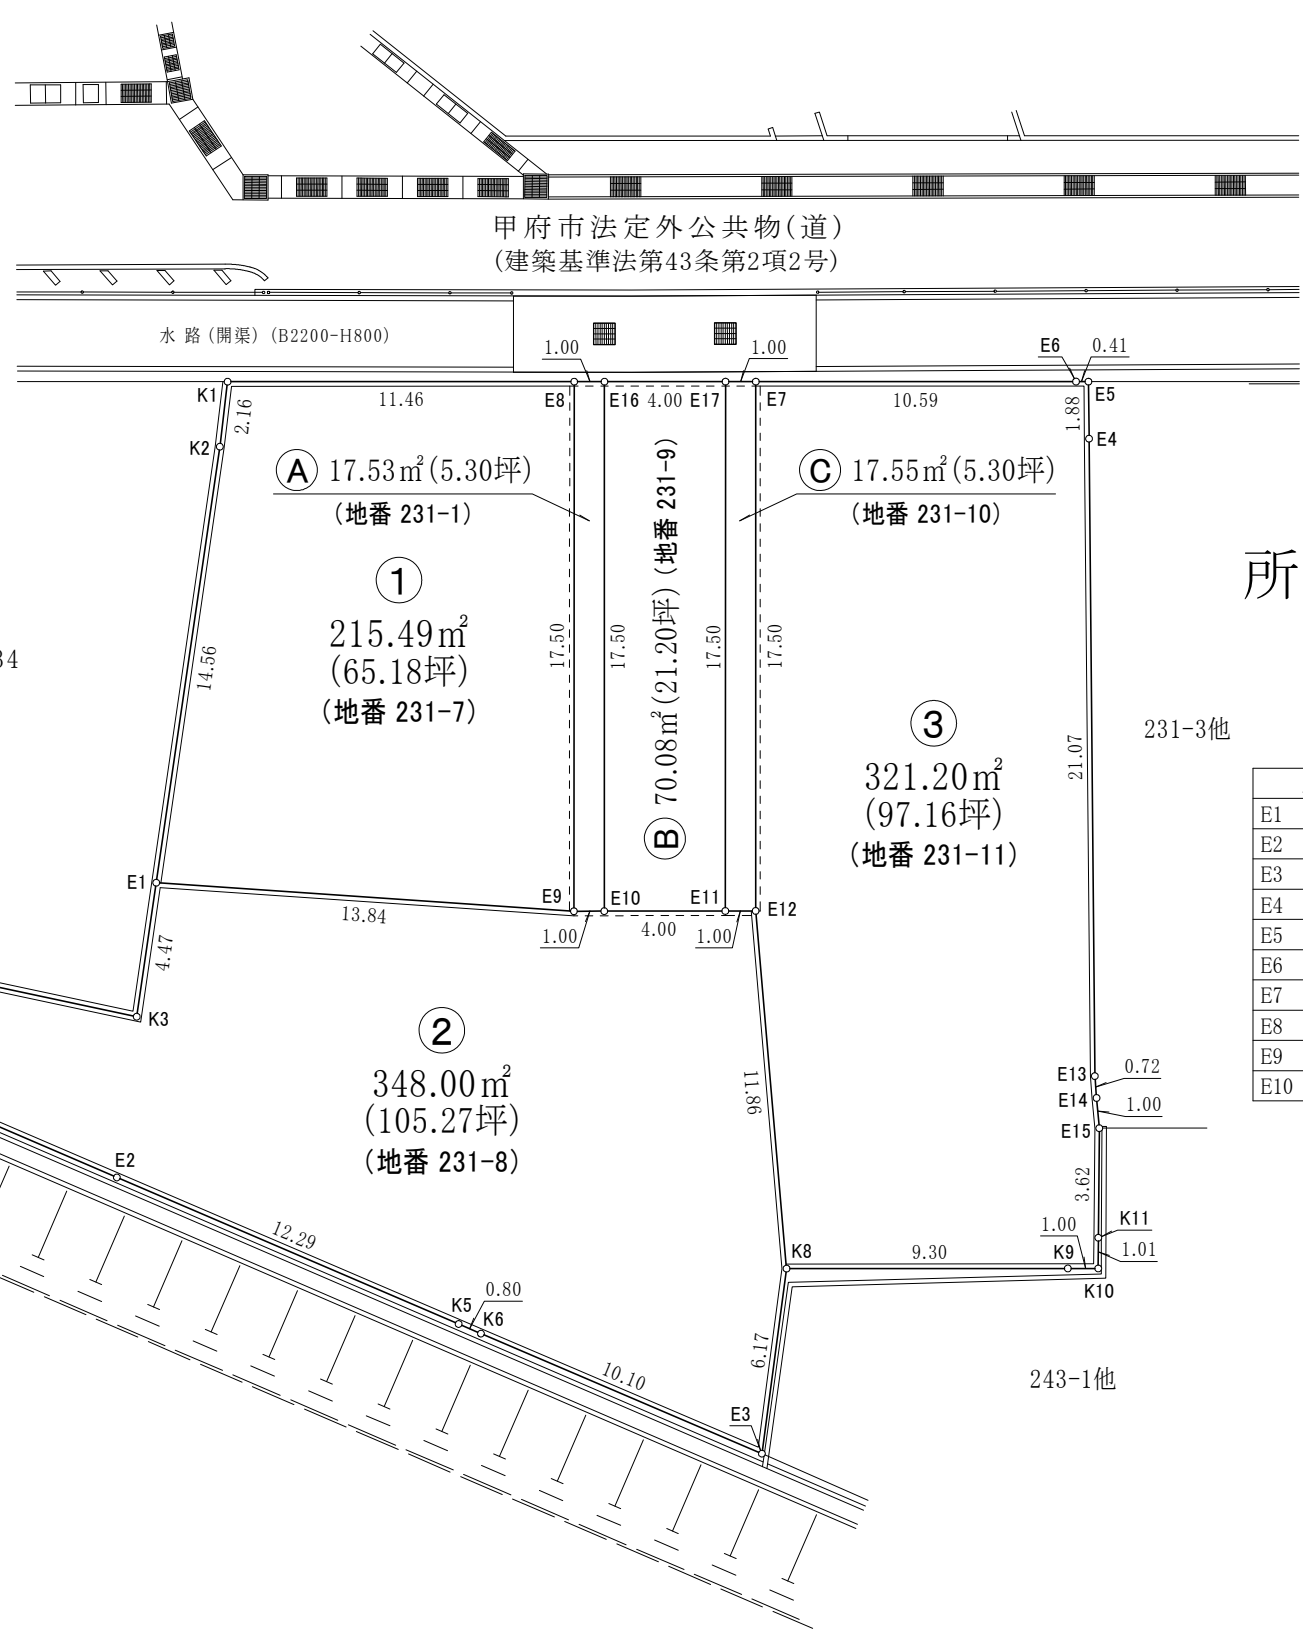 甲府市法定外公共物(道)
(建築基準法第43条第2項2号)
水 路 (開渠) (B2200-H800)
1.00
1.00
E6
0.41
K1
11.46
E8
E16
4.00
E17
E7
10.59
E5
2.16
1.88
K2
E4
Ⓐ 17.53㎡(5.30坪)
(地番 231-1)
Ⓑ 70.08㎡(21.20坪) (地番 231-9)
Ⓒ 17.55㎡(5.30坪)
(地番 231-10)
所
①
215.49㎡
(65.18坪)
(地番 231-7)
14.56
17.50
17.50
17.50
17.50
34
③
321.20㎡
(97.16坪)
(地番 231-11)
21.07
231-3他
E1
E2
E3
E4
E5
E6
E7
E8
E9
E10
E1
13.84
E9
E10
E11
E12
1.00
4.00
1.00
4.47
K3
②
348.00㎡
(105.27坪)
(地番 231-8)
11.86
E13
0.72
E14
1.00
E15
3.62
E2
12.29
K5
0.80
K6
K8
9.30
1.00
K9
K11
1.01
K10
6.17
10.10
E3
243-1他